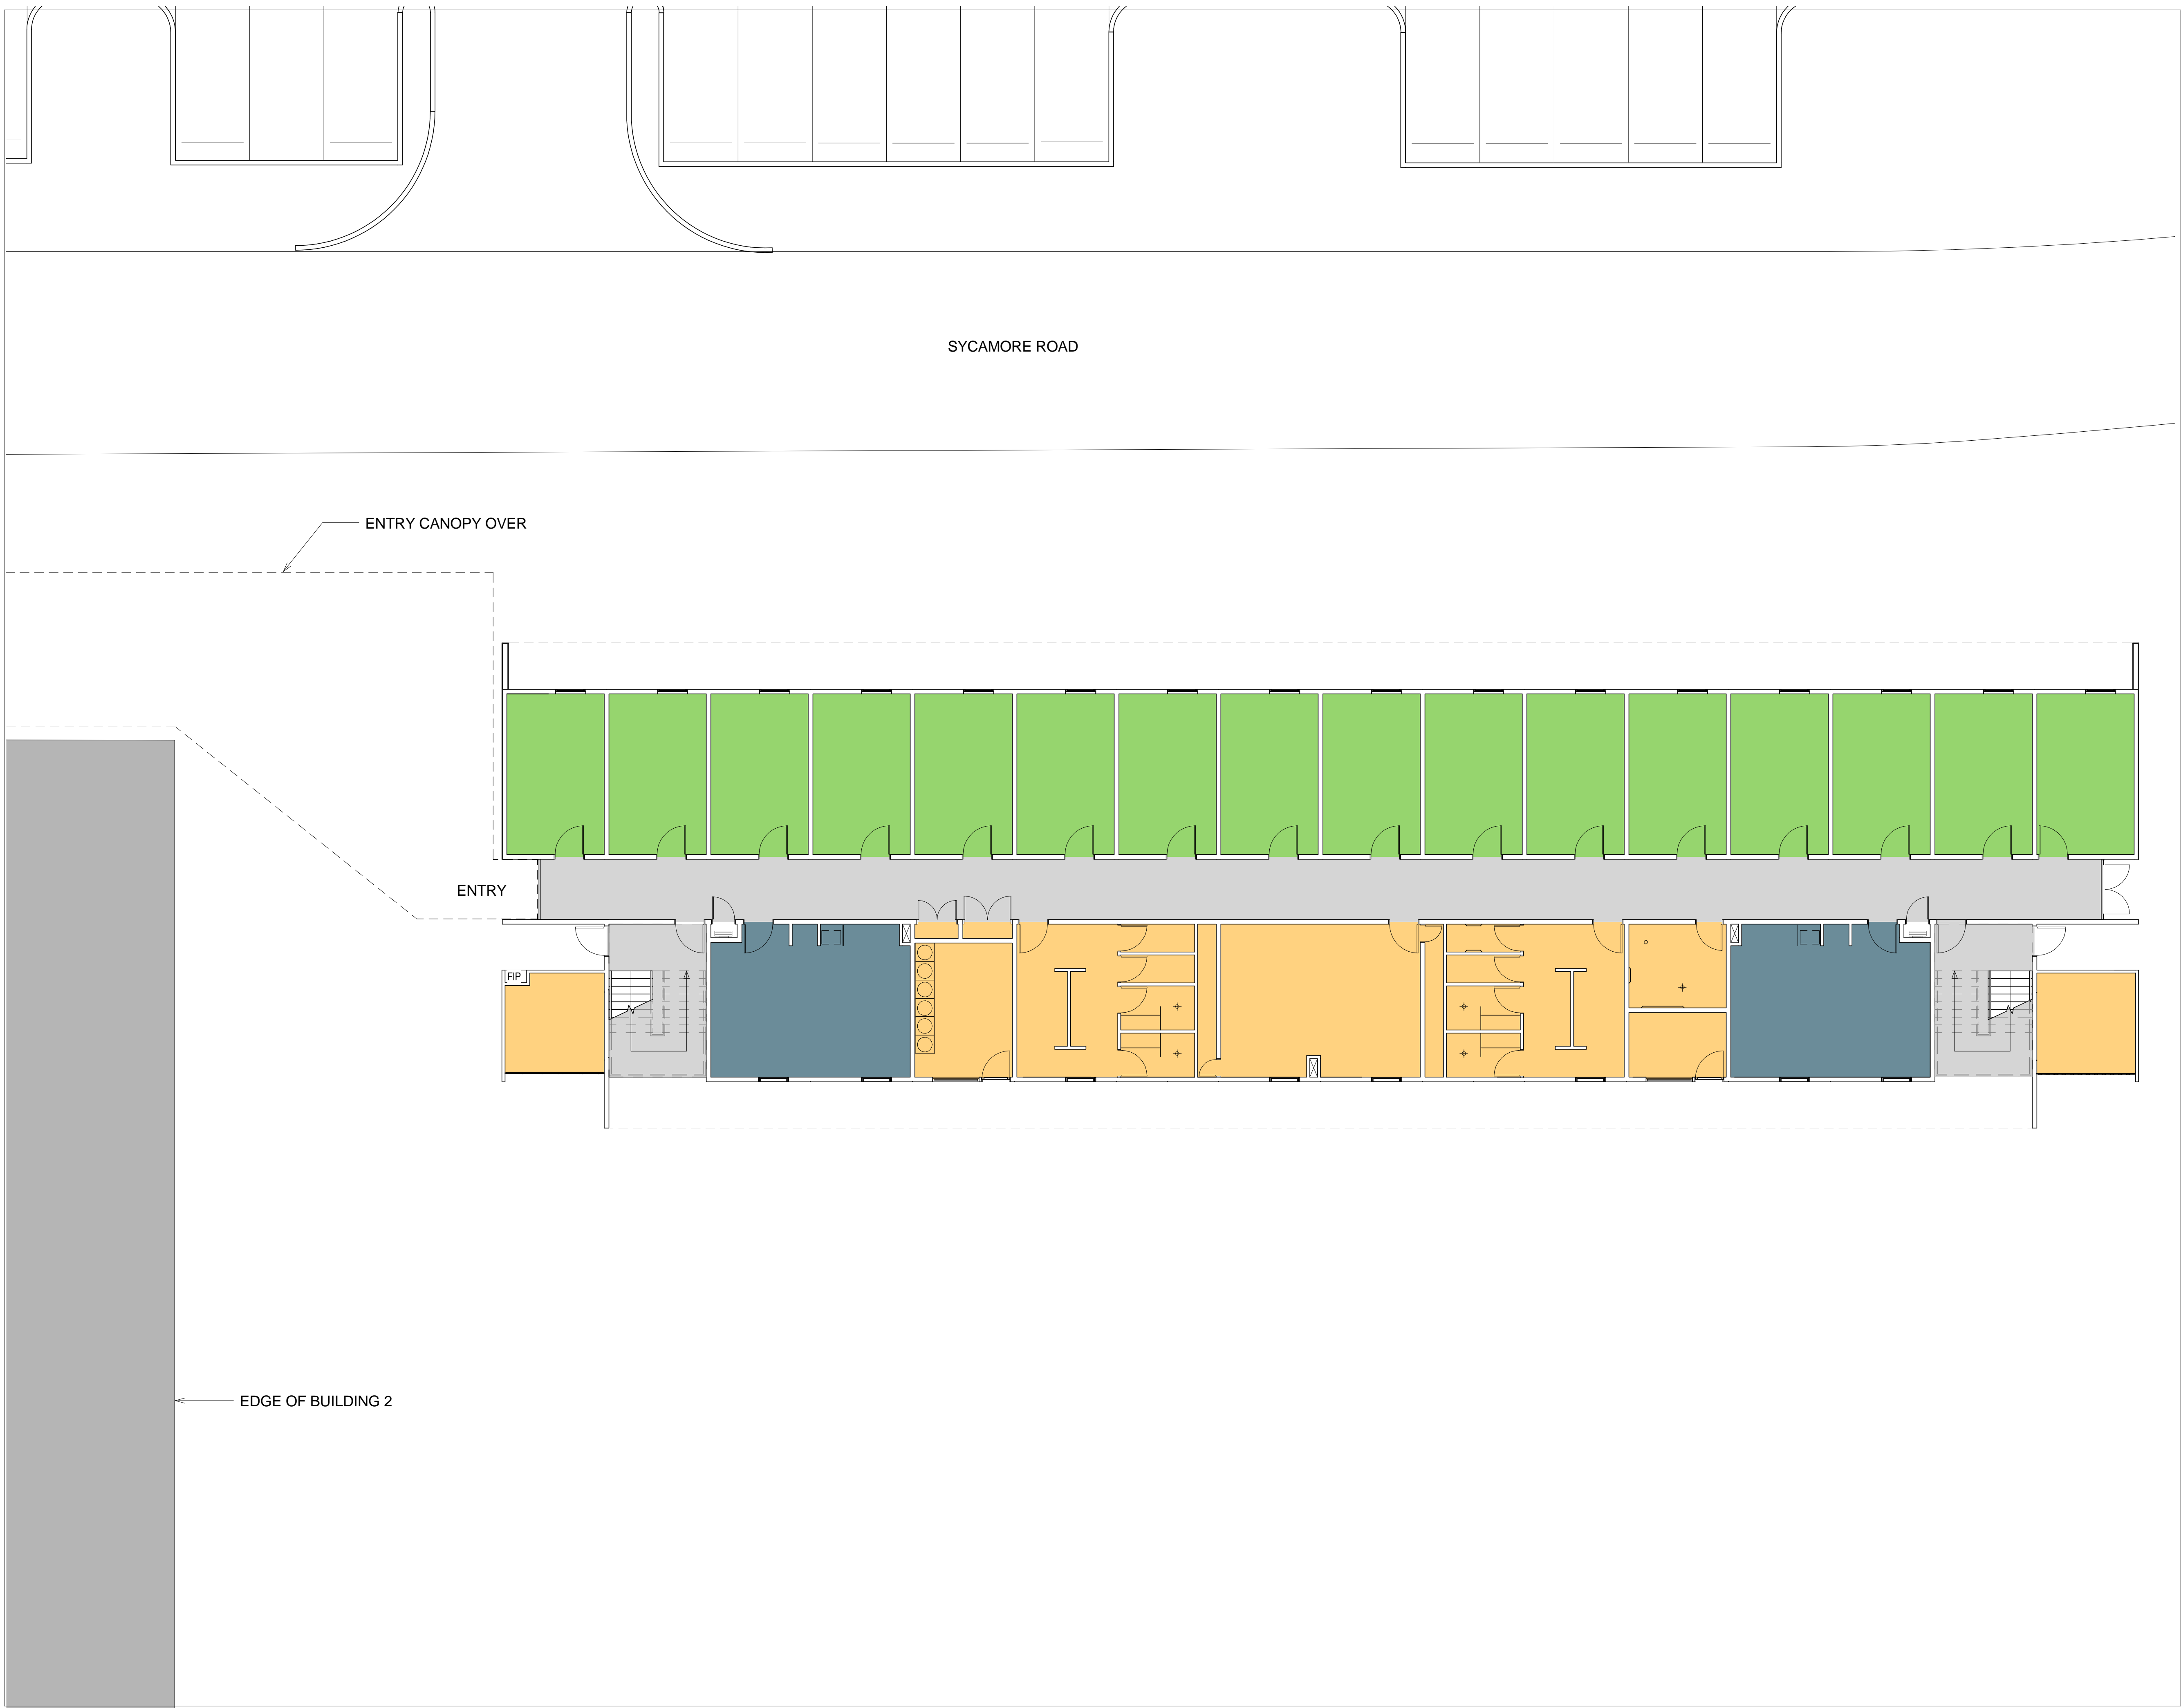 SYCAMORE ROAD
ENTRY CANOPY OVER
ENTRY
FIP
EDGE OF BUILDING 2